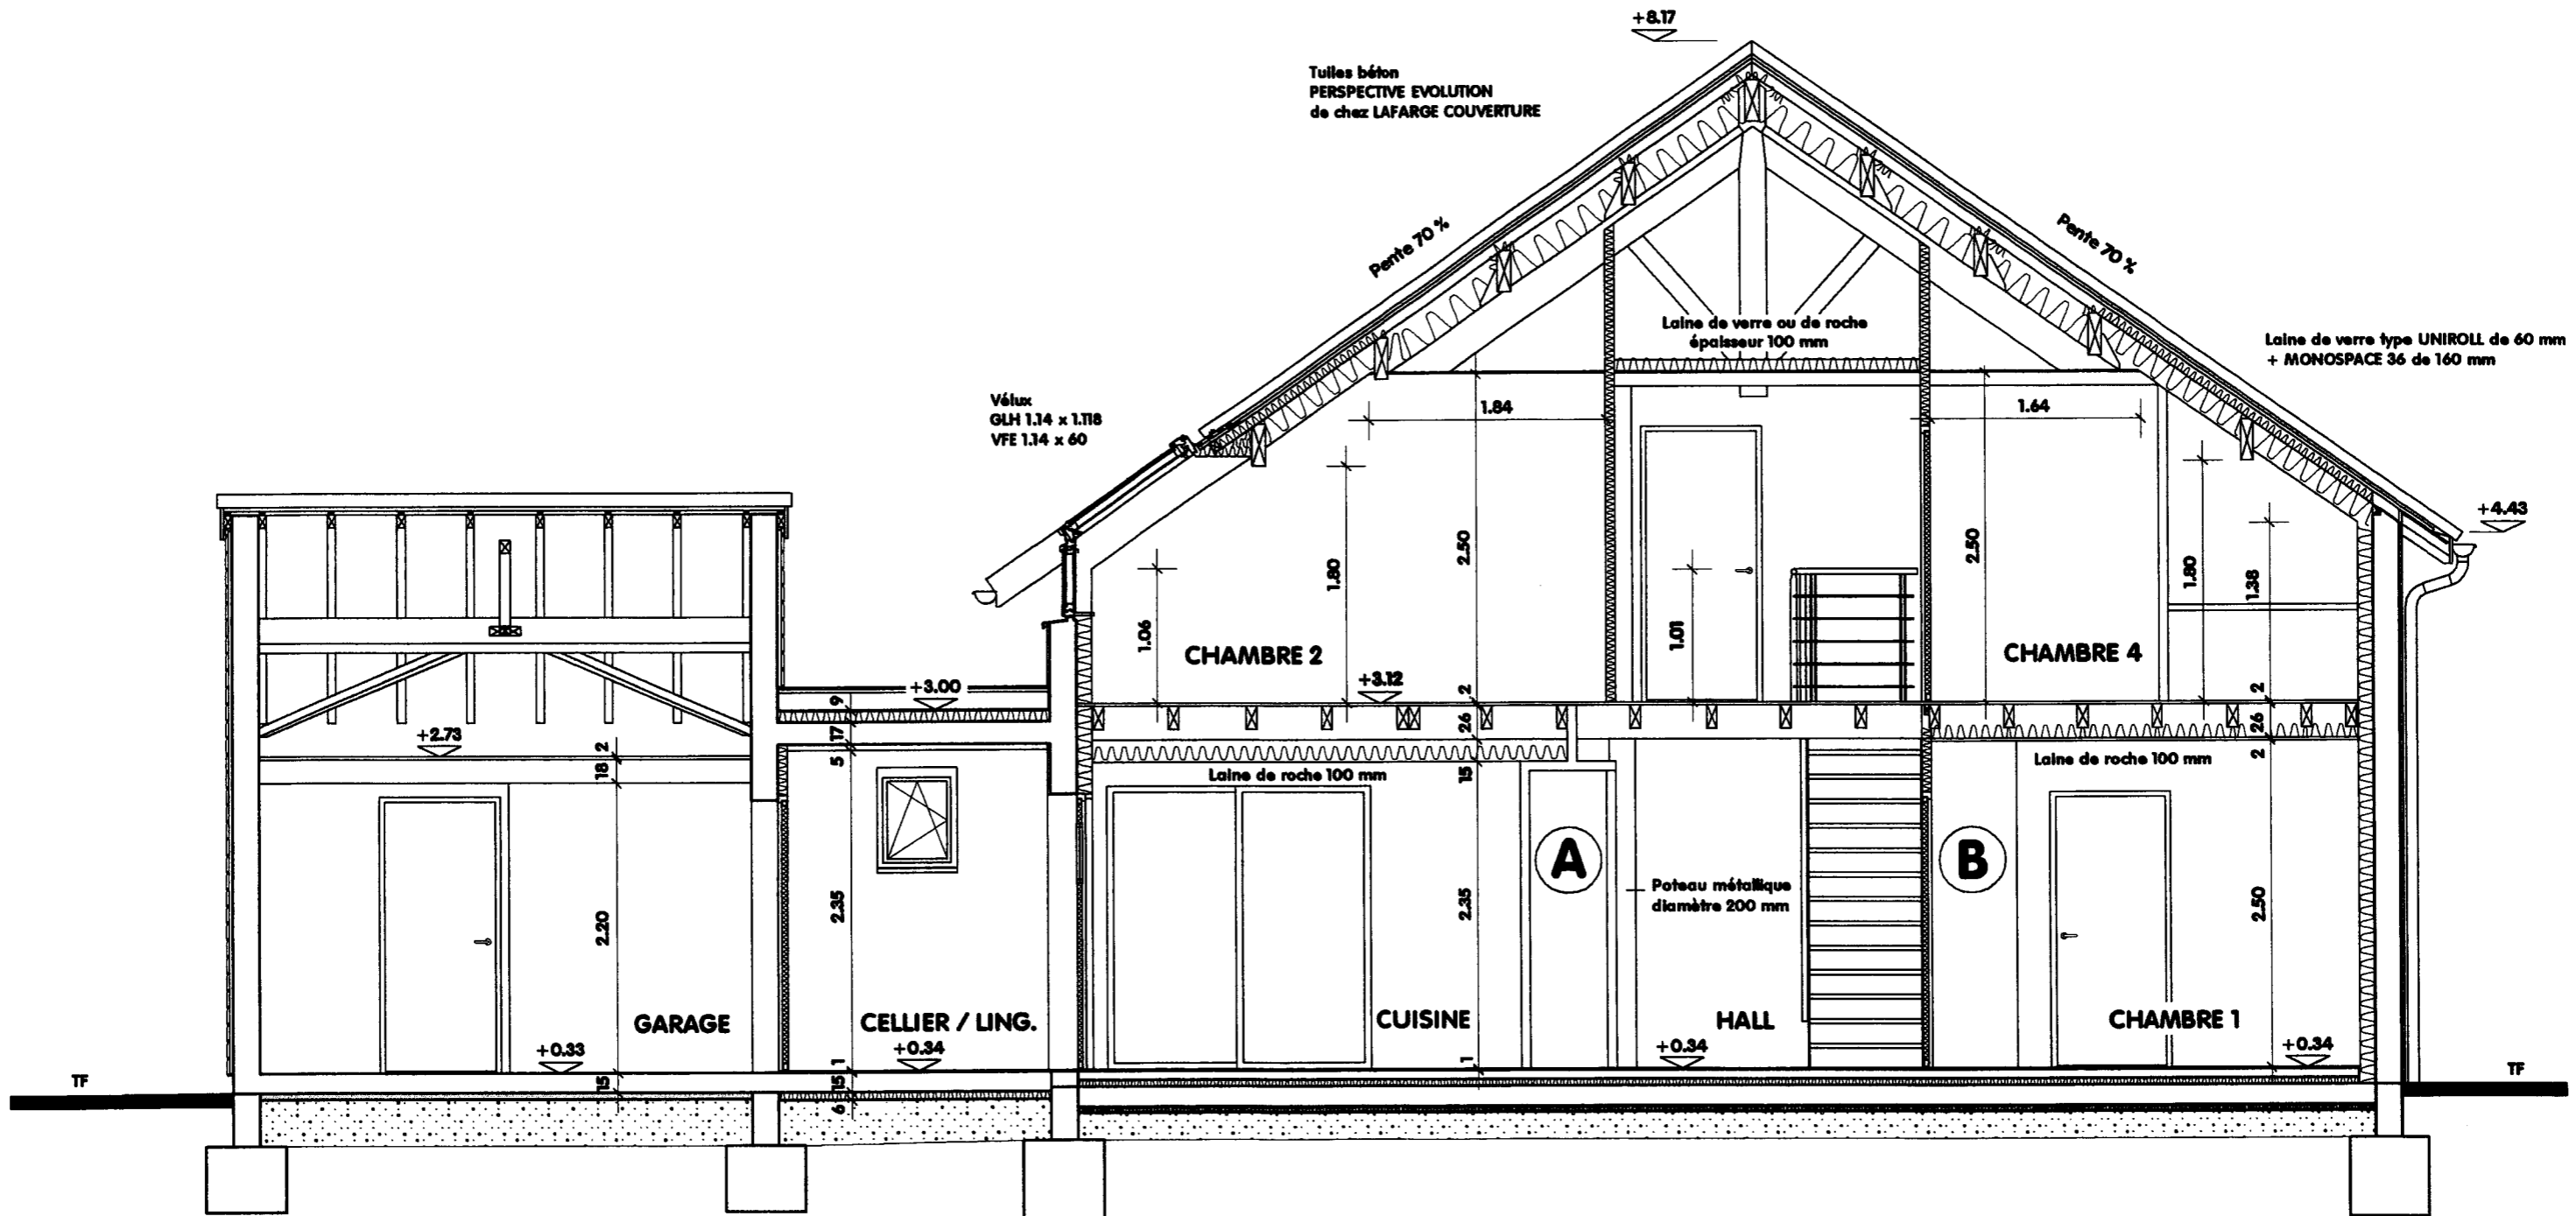 +8.17
Tuiles béton
PERSPECTIVE EVOLUTION
de chez LAFARGE COUVERTURE
Pente 70 %
Pente 70 %
Laine de verre ou de roche
épaisseur 100 mm
Laine de verre type UNIROLL de 60 mm
+ MONOSPACE 36 de 160 mm
Vélux
GLH 1.14 x 1.118
VFE 1.14 x 60
1.84
1.64
+4.43
2.50
2.50
1.80
1.80
1.38
1.06
1.01
CHAMBRE 2
CHAMBRE 4
+3.00
+3.12
2
2
9
26
26
+2.73
2
17
18
5
15
2
Laine de roche 100 mm
Laine de roche 100 mm
A
B
Poteau métallique
diamètre 200 mm
2.20
2.35
2.35
2.50
GARAGE
CELLIER / LING.
CUISINE
HALL
CHAMBRE 1
+0.33
+0.34
+0.34
+0.34
1
1
TF
15
15
6
TF